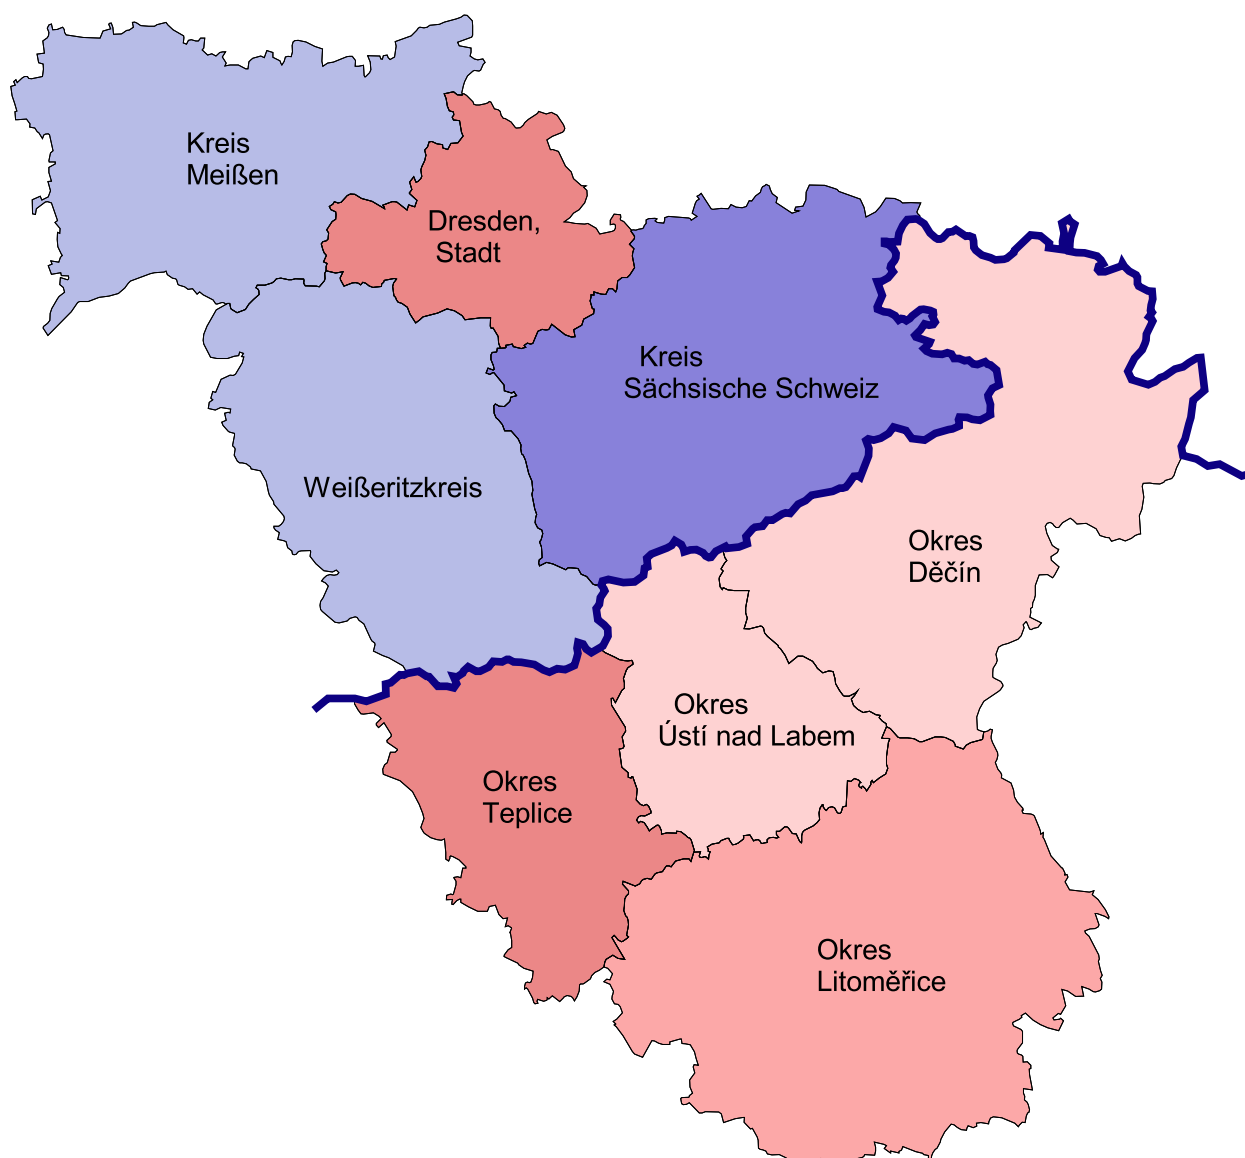 Kreis
Meißen
Dresden,
Stadt
Kreis
Sächsische Schweiz
Weißeritzkreis
Okres
Děčín
Okres
Ústí nad Labem
Okres
Teplice
Okres
Litoměřice